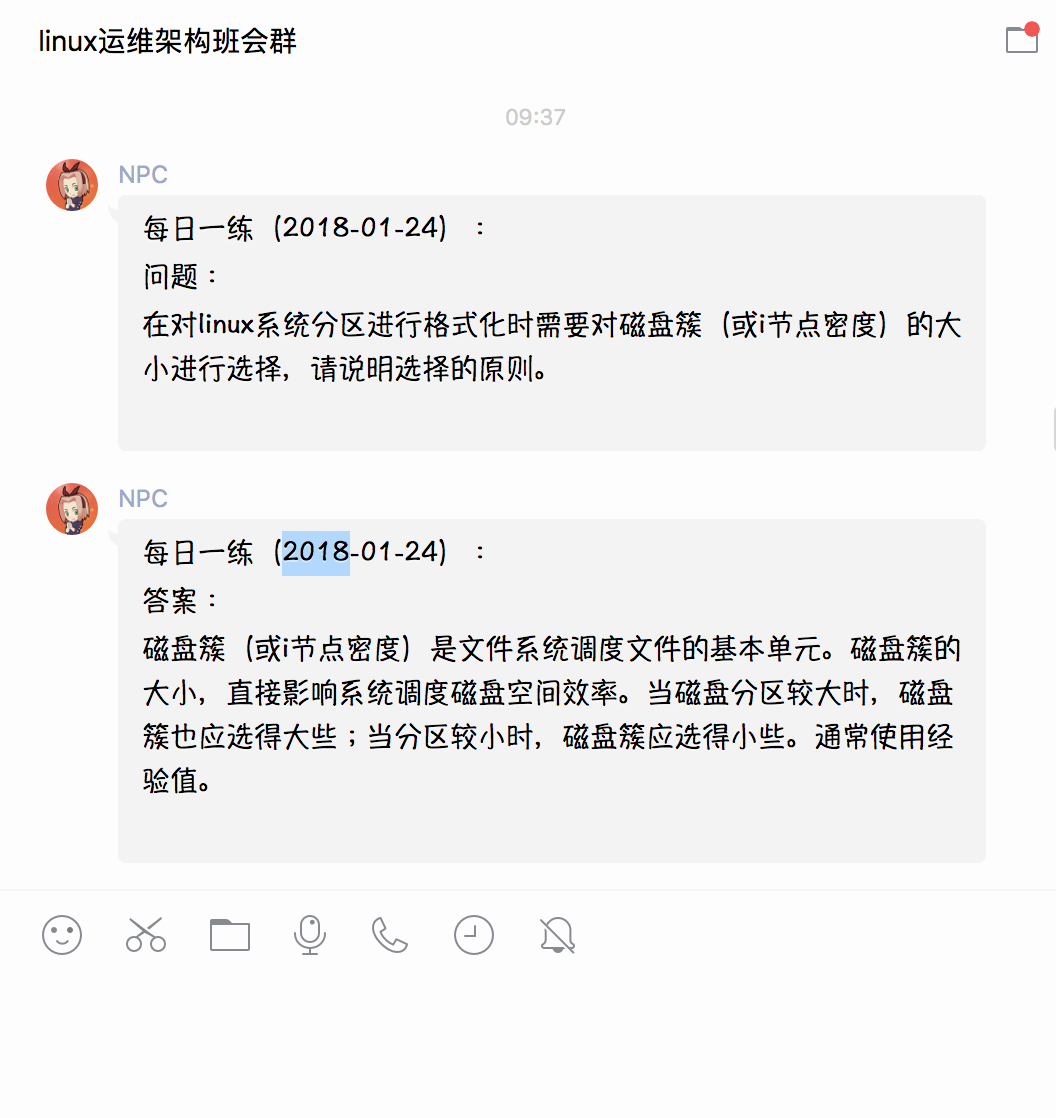 linux运维架构班会群
09:37
NPC
每日一练（2018-01-24）：
问题：
在对linux系统分区进行格式化时需要对磁盘簇（或i节点密度）的大
小进行选择，请说明选择的原则。
NPC
每日一练（2018-01-24）：
答案：
磁盘簇（或i节点密度）是文件系统调度文件的基本单元。磁盘簇的
大小，直接影响系统调度磁盘空间效率。当磁盘分区较大时，磁盘
簇也应选得大些；当分区较小时，磁盘簇应选得小些。通常使用经
验值。